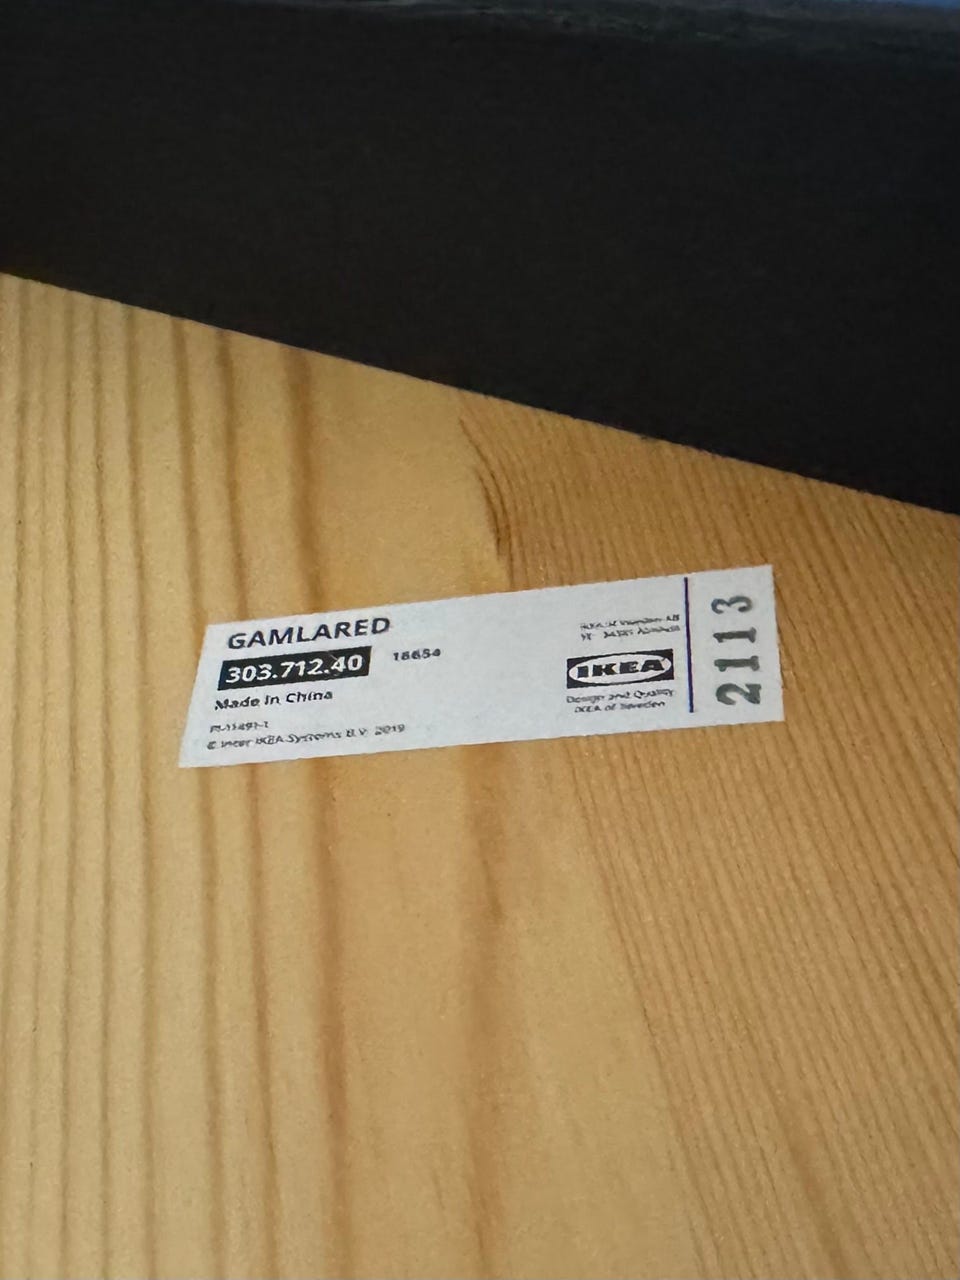 GAMLARED
303.712.40 18654
Made in China
© Inter IKEA Systems B.V. 2019
IKEA
Design and Quality
IKEA of Sweden
2113